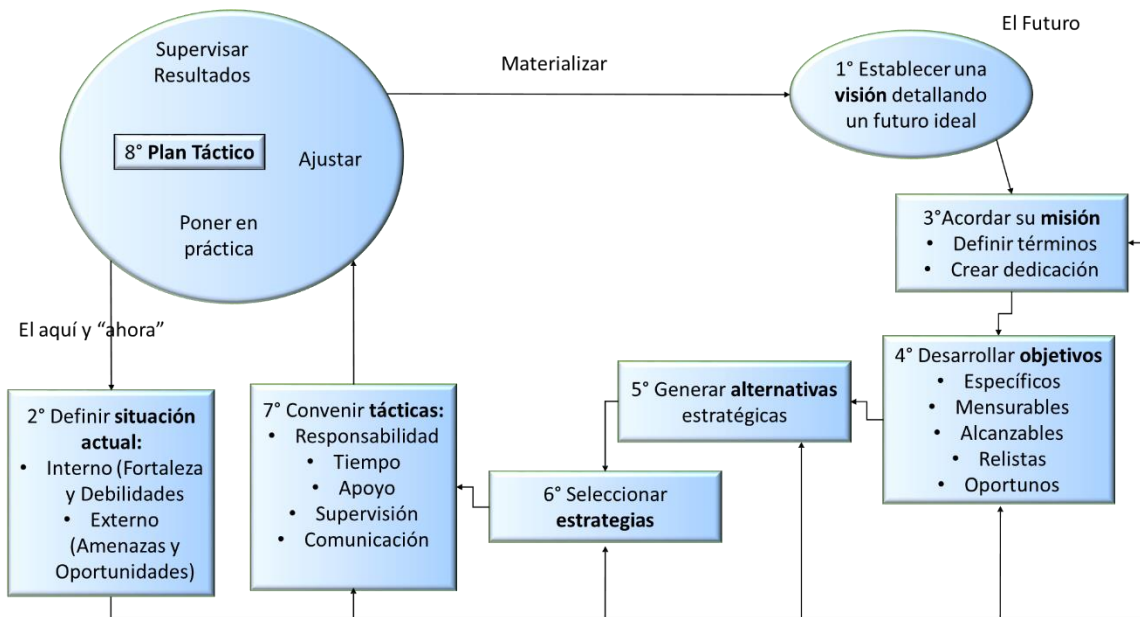 Supervisar
Resultados
8° Plan Táctico
Ajustar
Poner en
práctica
Materializar
El Futuro
1° Establecer una
visión detallando
un futuro ideal
3°Acordar su misión
• Definir términos
• Crear dedicación
4° Desarrollar objetivos
• Específicos
• Mensurables
• Alcanzables
• Relistas
• Oportunos
5° Generar alternativas
estratégicas
6° Seleccionar
estrategias
7° Convenir tácticas:
• Responsabilidad
• Tiempo
• Apoyo
• Supervisión
• Comunicación
El aquí y “ahora”
2° Definir situación
actual:
• Interno (Fortaleza
y Debilidades
• Externo
(Amenazas y
Oportunidades)